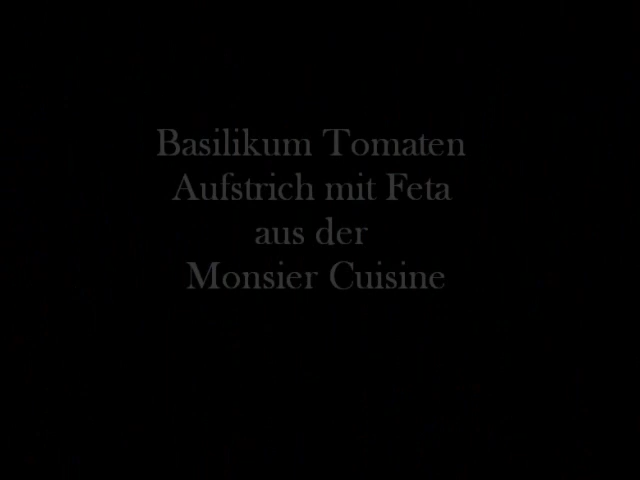 Basilikum Tomaten
Aufstrich mit Feta
aus der
Monsier Cuisine